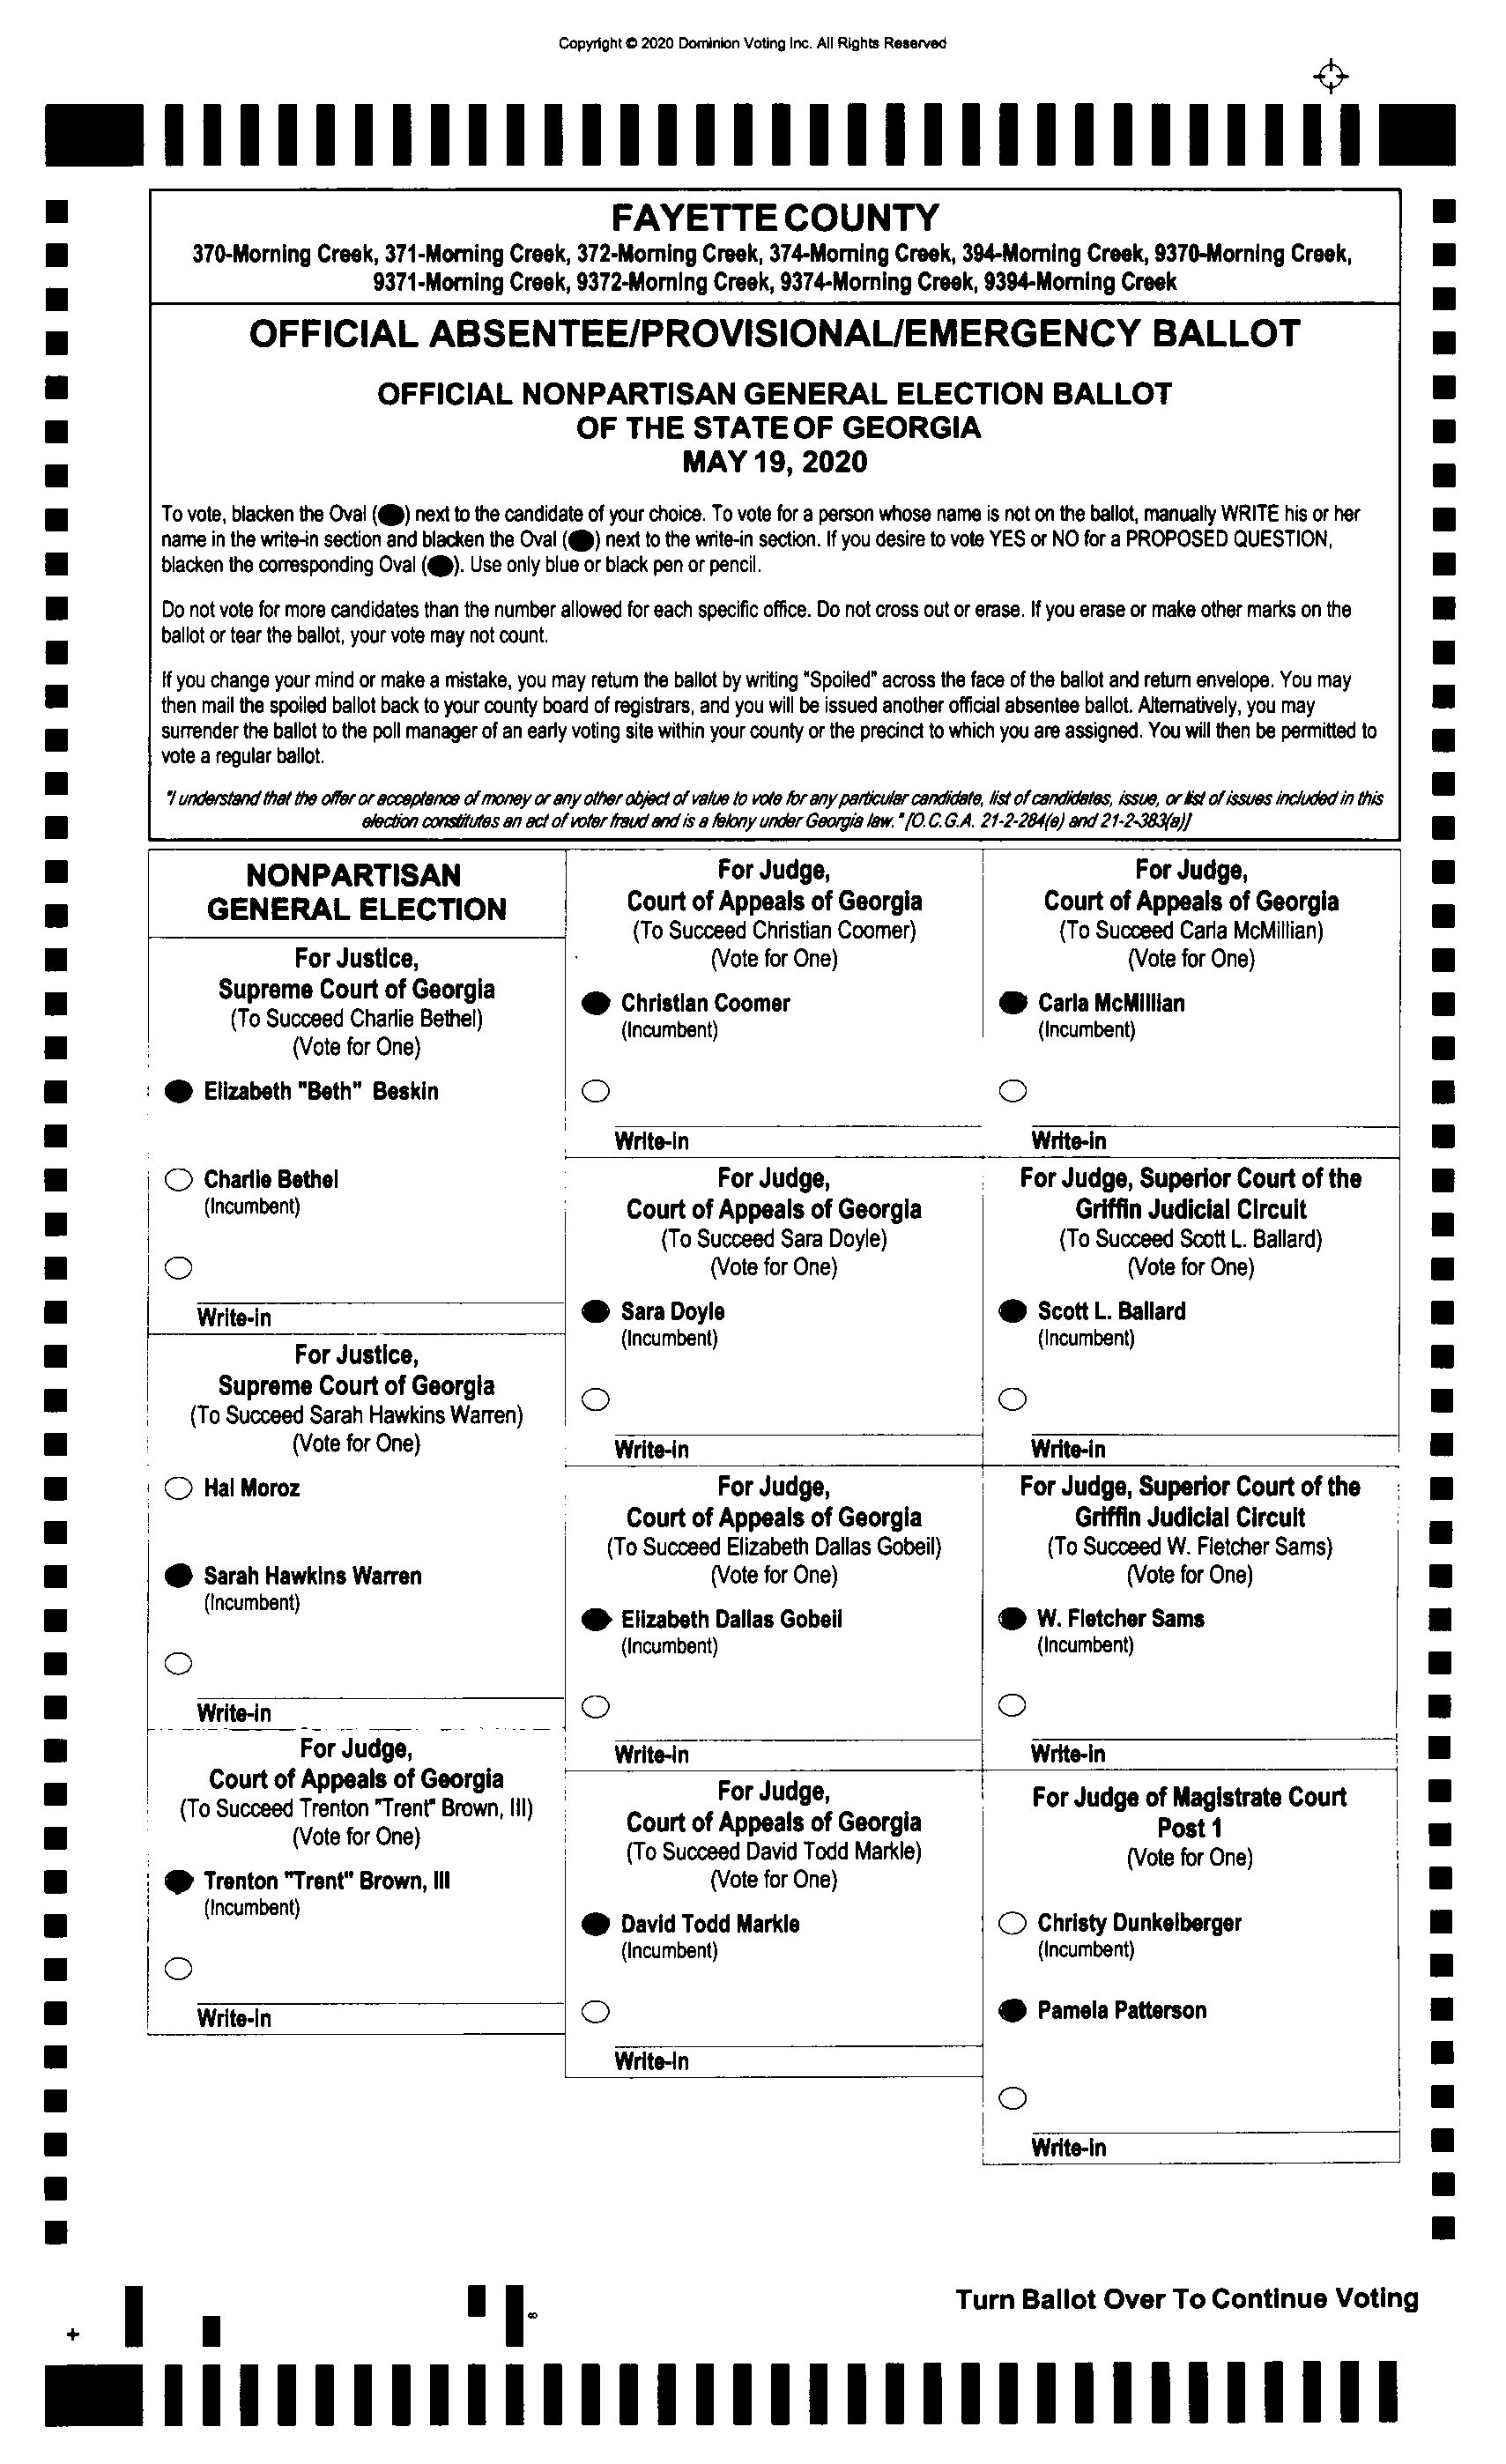 Copyright © 2020 Dominion Voting Inc. All Rights Reserved
FAYETTE COUNTY
370-Morning Creek, 371-Morning Creek, 372-Morning Creek, 374-Morning Creek, 394-Morning Creek, 9370-Morning Creek,
9371-Morning Creek, 9372-Morning Creek, 9374-Morning Creek, 9394-Morning Creek
OFFICIAL ABSENTEE/PROVISIONAL/EMERGENCY BALLOT
OFFICIAL NONPARTISAN GENERAL ELECTION BALLOT
OF THE STATE OF GEORGIA
MAY 19, 2020
To vote, blacken the Oval (●) next to the candidate of your choice. To vote for a person whose name is not on the ballot, manually WRITE his or her
name in the write-in section and blacken the Oval (●) next to the write-in section. If you desire to vote YES or NO for a PROPOSED QUESTION,
blacken the corresponding Oval (●). Use only blue or black pen or pencil.
Do not vote for more candidates than the number allowed for each specific office. Do not cross out or erase. If you erase or make other marks on the
ballot or tear the ballot, your vote may not count.
If you change your mind or make a mistake, you may return the ballot by writing "Spoiled" across the face of the ballot and return envelope. You may
then mail the spoiled ballot back to your county board of registrars, and you will be issued another official absentee ballot. Alternatively, you may
surrender the ballot to the poll manager of an early voting site within your county or the precinct to which you are assigned. You will then be permitted to
vote a regular ballot.
"I understand that the offer or acceptance of money or any other object of value to vote for any particular candidate, list of candidates, issue, or list of issues included in this
election constitutes an act of voter fraud and is a felony under Georgia law." [O.C.G.A. 21-2-284(e) and 21-2-383(a)]
NONPARTISAN
GENERAL ELECTION
For Justice,
Supreme Court of Georgia
(To Succeed Charlie Bethel)
(Vote for One)
Elizabeth "Beth" Beskin
Charlie Bethel
(Incumbent)
Write-in
For Justice,
Supreme Court of Georgia
(To Succeed Sarah Hawkins Warren)
(Vote for One)
Hal Moroz
Sarah Hawkins Warren
(Incumbent)
Write-in
For Judge,
Court of Appeals of Georgia
(To Succeed Trenton "Trent" Brown, III)
(Vote for One)
Trenton "Trent" Brown, III
(Incumbent)
Write-in
For Judge,
Court of Appeals of Georgia
(To Succeed Christian Coomer)
(Vote for One)
Christian Coomer
(Incumbent)
Write-in
For Judge,
Court of Appeals of Georgia
(To Succeed Sara Doyle)
(Vote for One)
Sara Doyle
(Incumbent)
Write-in
For Judge,
Court of Appeals of Georgia
(To Succeed Elizabeth Dallas Gobeil)
(Vote for One)
Elizabeth Dallas Gobeil
(Incumbent)
Write-in
For Judge,
Court of Appeals of Georgia
(To Succeed David Todd Markle)
(Vote for One)
David Todd Markle
(Incumbent)
Write-in
For Judge,
Court of Appeals of Georgia
(To Succeed Carla McMillian)
(Vote for One)
Carla McMillian
(Incumbent)
Write-in
For Judge, Superior Court of the
Griffin Judicial Circuit
(To Succeed Scott L. Ballard)
(Vote for One)
Scott L. Ballard
(Incumbent)
Write-in
For Judge, Superior Court of the
Griffin Judicial Circuit
(To Succeed W. Fletcher Sams)
(Vote for One)
W. Fletcher Sams
(Incumbent)
Write-in
For Judge of Magistrate Court
Post 1
(Vote for One)
Christy Dunkelberger
(Incumbent)
Pamela Patterson
Write-in
Turn Ballot Over To Continue Voting